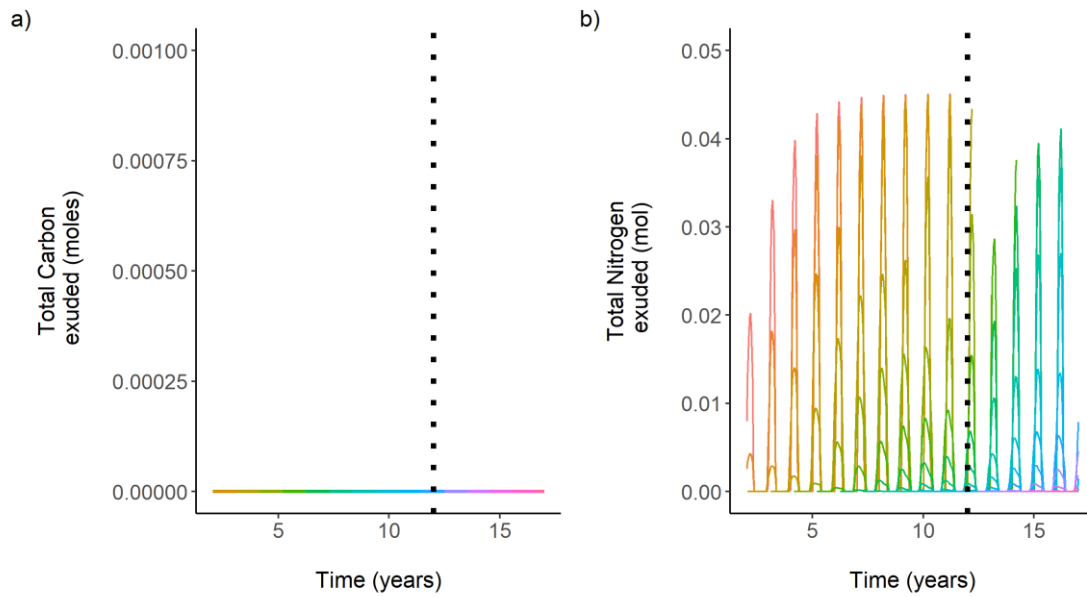 a)
Total Carbon
exuded (moles)
0.00100
0.00075
0.00050
0.00025
0.00000
5 10 15
Time (years)
b)
Total Nitrogen
exuded (mol)
0.05
0.04
0.03
0.02
0.01
0.00
5 10 15
Time (years)